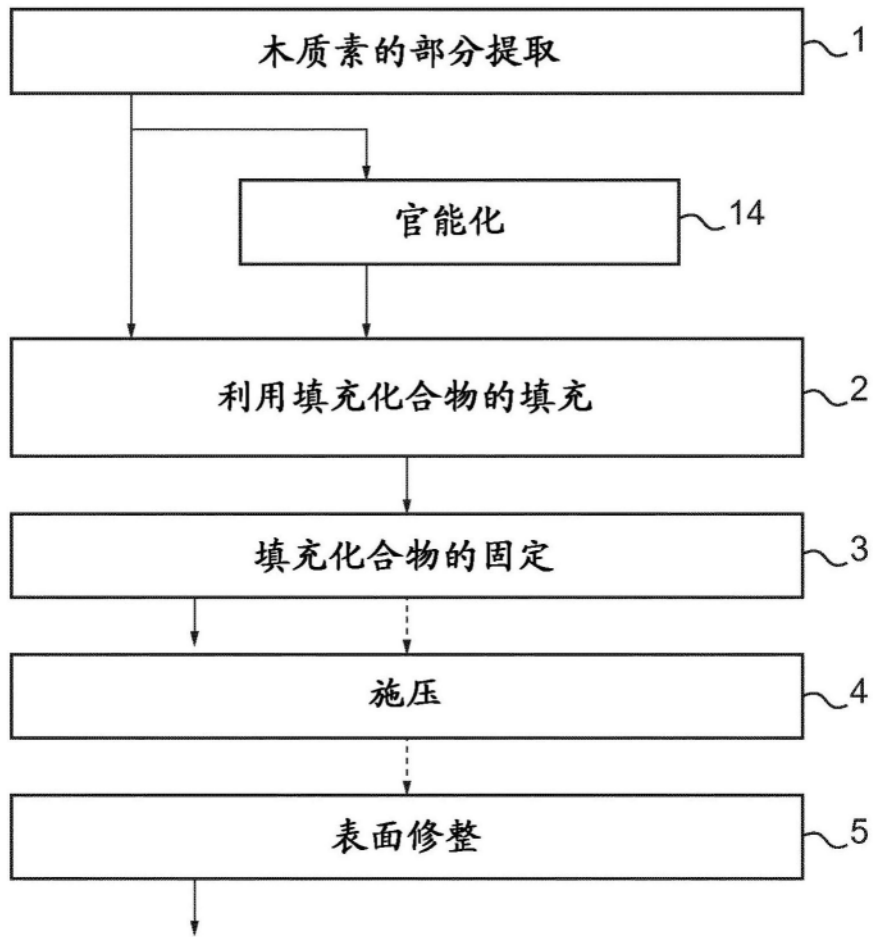 木质素的部分提取
1
官能化
14
利用填充化合物的填充
2
填充化合物的固定
3
施压
4
表面修整
5